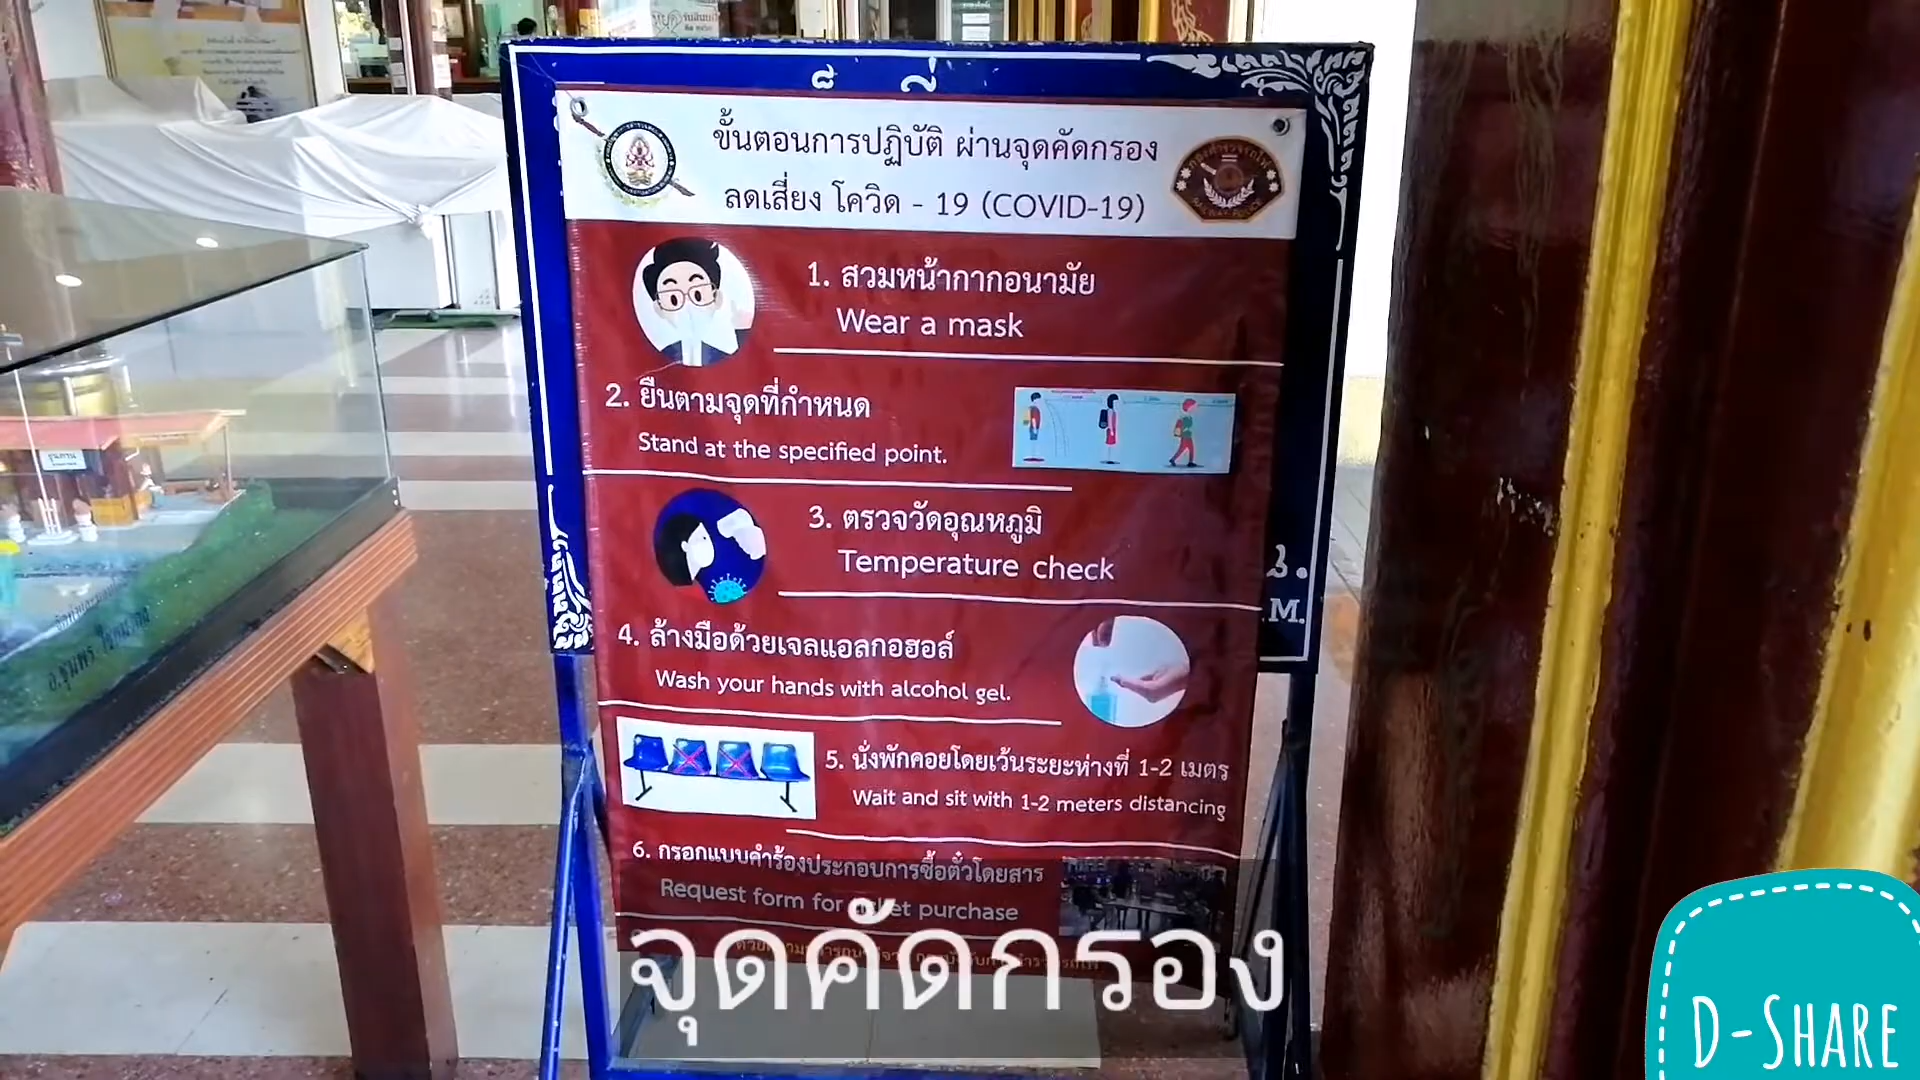 ขั้นตอนการปฏิบัติ ผ่านจุดคัดกรอง
ลดเสี่ยง โควิด - 19 (COVID-19)
1. สวมหน้ากากอนามัย
Wear a mask
2. ยืนตามจุดที่กำหนด
Stand at the specified point.
3. ตรวจวัดอุณหภูมิ
Temperature check
4. ล้างมือด้วยเจลแอลกอฮอล์
Wash your hands with alcohol gel.
5. นั่งพักคอยโดยเว้นระยะห่างที่ 1-2 เมตร
Wait and sit with 1-2 meters distancing
6. กรอกแบบคำร้องประกอบการซื้อตั๋วโดยสาร
Request form for ticket purchase
M.
จุดคัดกรอง
D-SHARE